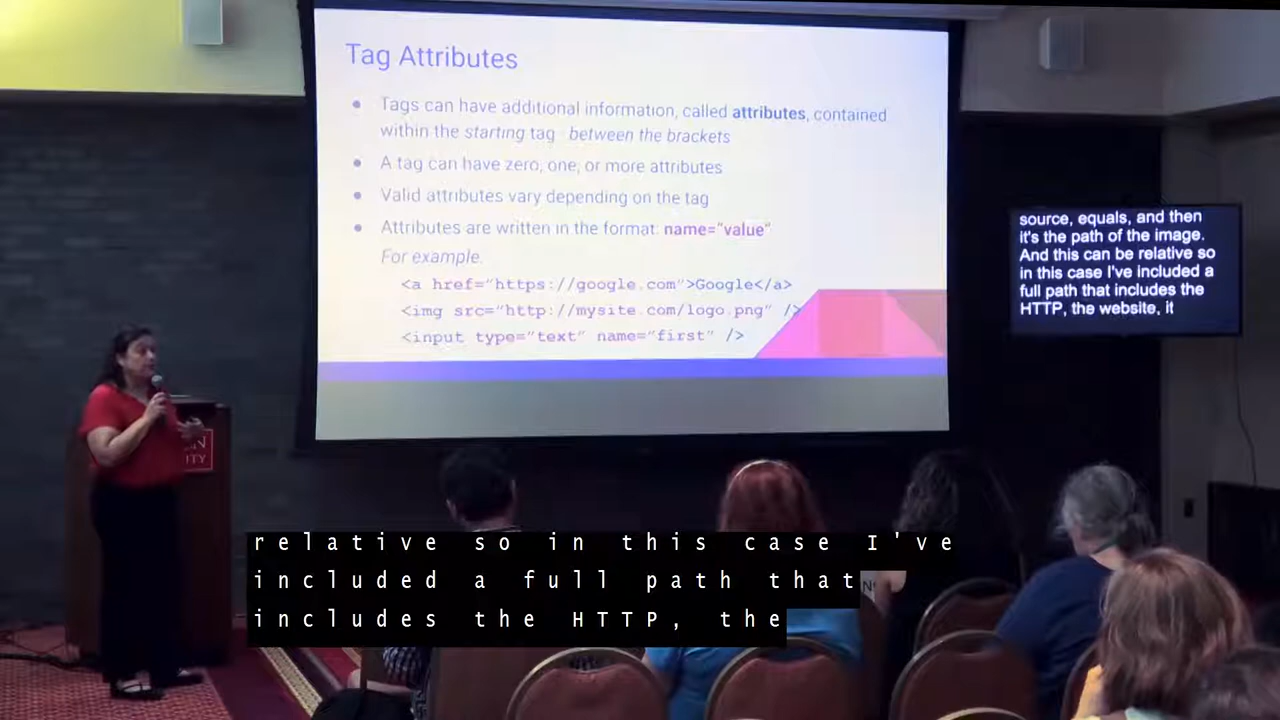 Tag Attributes
• Tags can have additional information, called attributes, contained
within the starting tag - between the brackets
• A tag can have zero, one, or more attributes
• Valid attributes vary depending on the tag
• Attributes are written in the format: name="value"
For example:
<a href="https://google.com">Google</a>
<img src="http://mysite.com/logo.png" />
<input type="text" name="first" />
source, equals, and then
it's the path of the image.
And this can be relative so
in this case I've included a
full path that includes the
HTTP, the website, it
relative so in this case I've
included a full path that
includes the HTTP, the